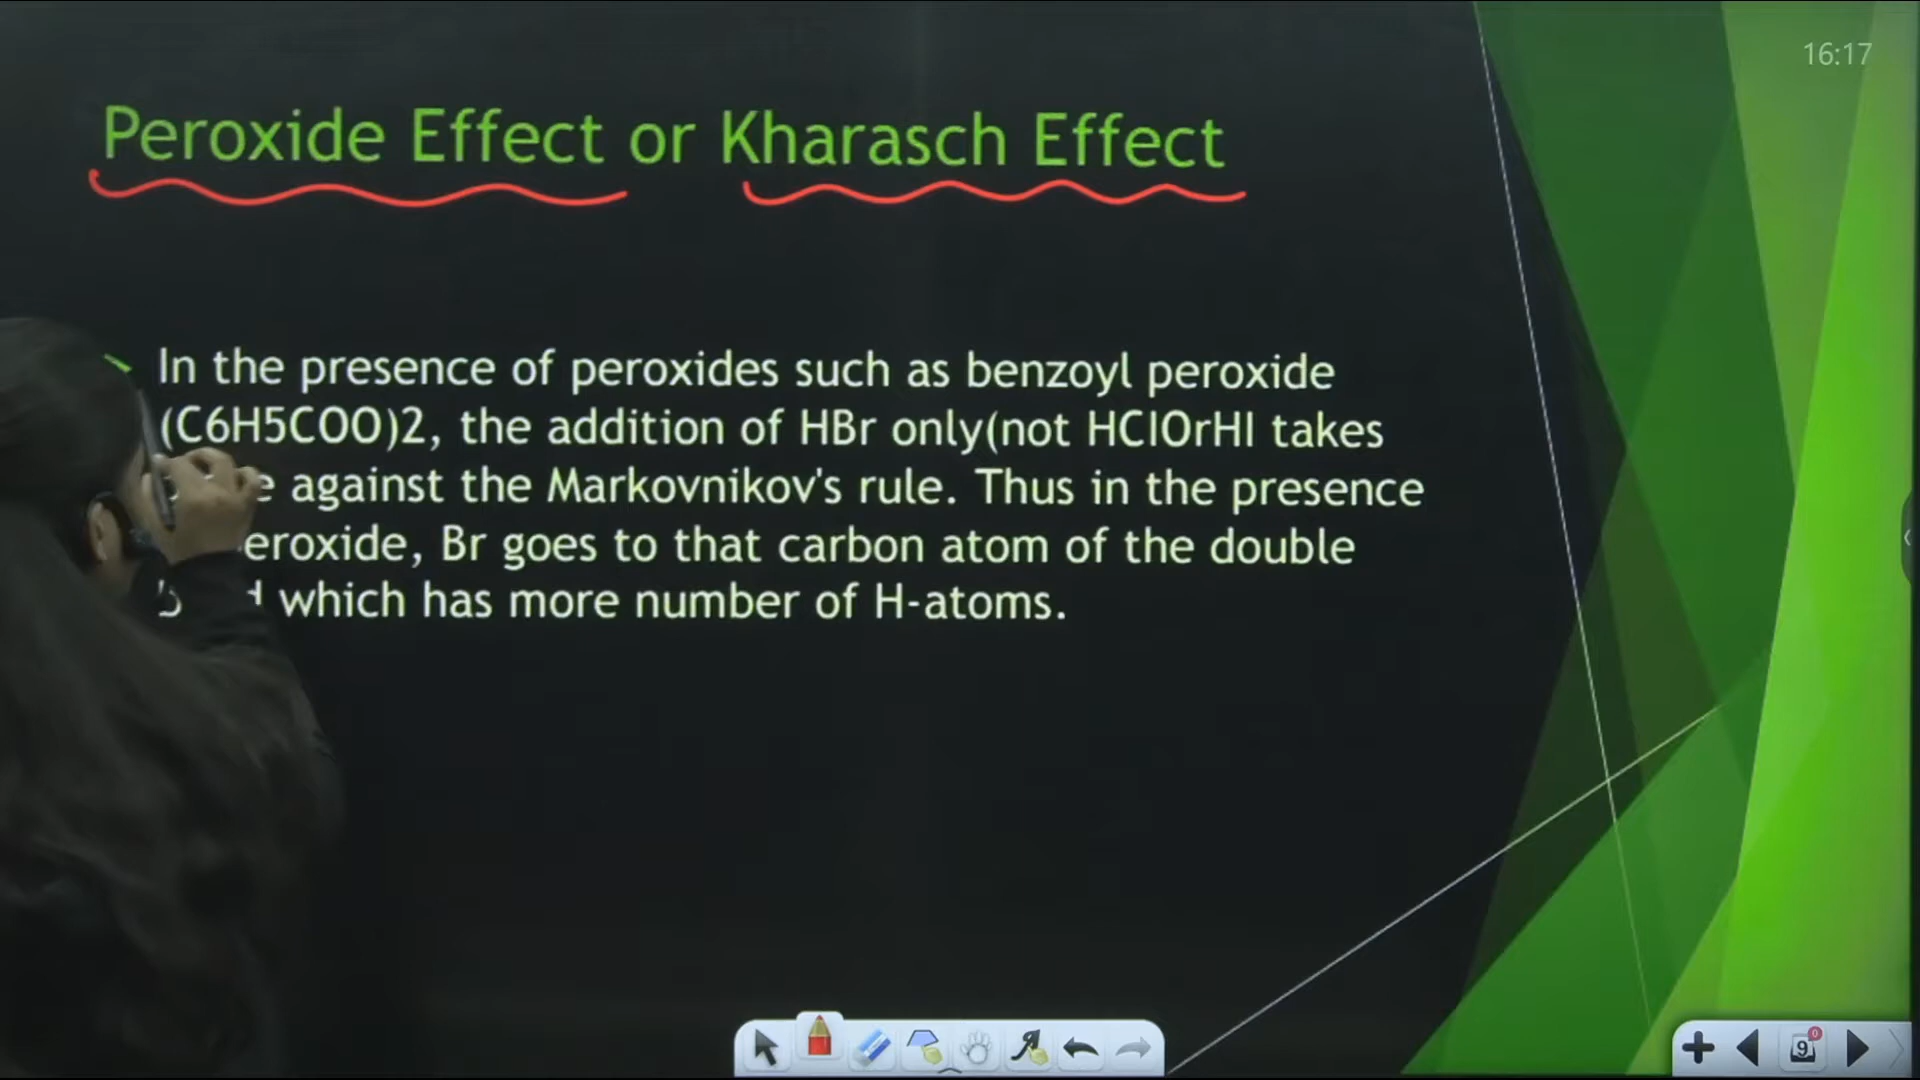 16:17
Peroxide Effect or Kharasch Effect
In the presence of peroxides such as benzoyl peroxide
(C6H5COO)2, the addition of HBr only(not HClOrHI takes
against the Markovnikov's rule. Thus in the presence
eroxide, Br goes to that carbon atom of the double
which has more number of H-atoms.
9
0